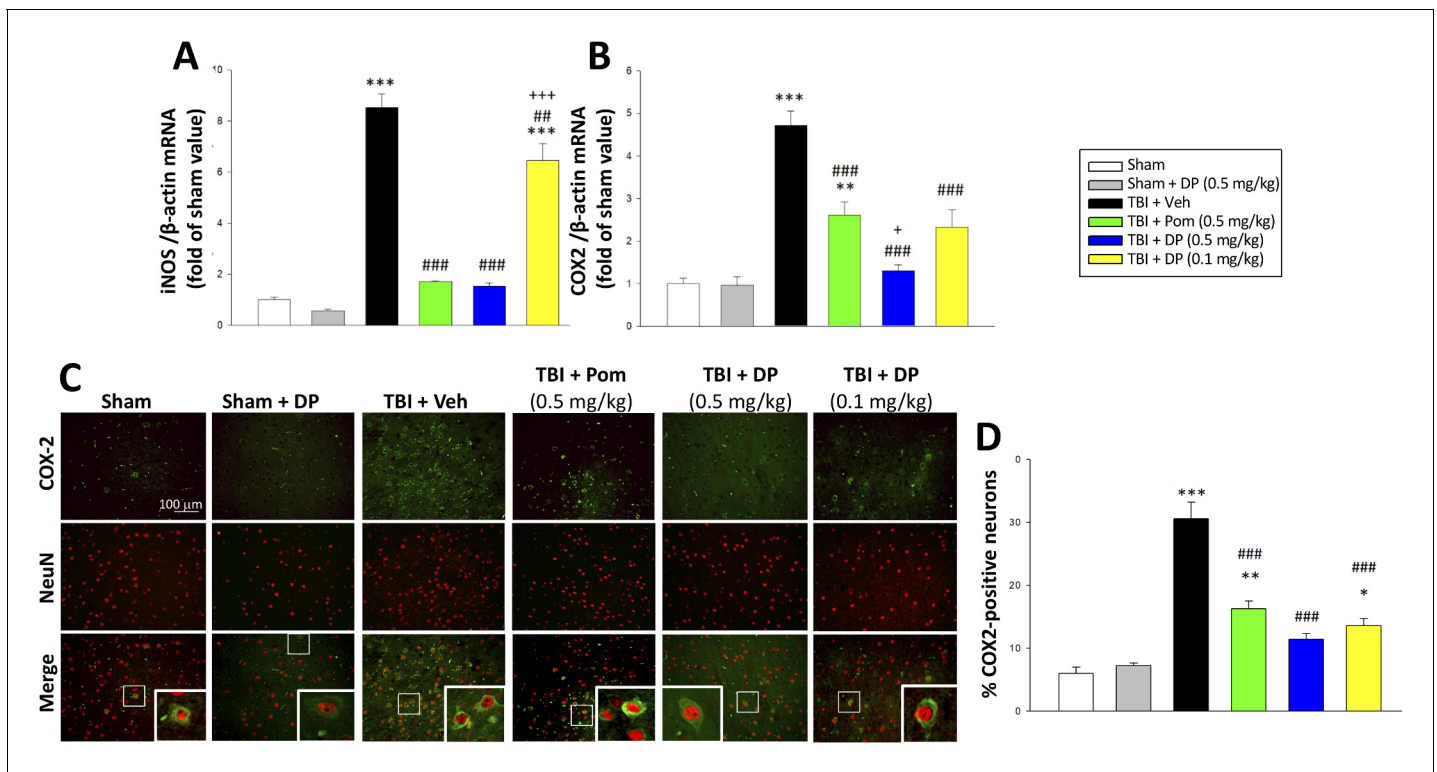 A
iNOS /β-actin mRNA
(fold of sham value)
10
8
6
4
2
0
***
###
###
+++
##
***
B
COX2 /β-actin mRNA
(fold of sham value)
6
5
4
3
2
1
0
***
###
**
+
###
###
Sham
Sham + DP (0.5 mg/kg)
TBI + Veh
TBI + Pom (0.5 mg/kg)
TBI + DP (0.5 mg/kg)
TBI + DP (0.1 mg/kg)
C
Sham
Sham + DP
TBI + Veh
TBI + Pom
(0.5 mg/kg)
TBI + DP
(0.5 mg/kg)
TBI + DP
(0.1 mg/kg)
COX-2
100 µm
NeuN
Merge
D
% COX2-positive neurons
0
30
20
10
0
***
###
**
###
###
*